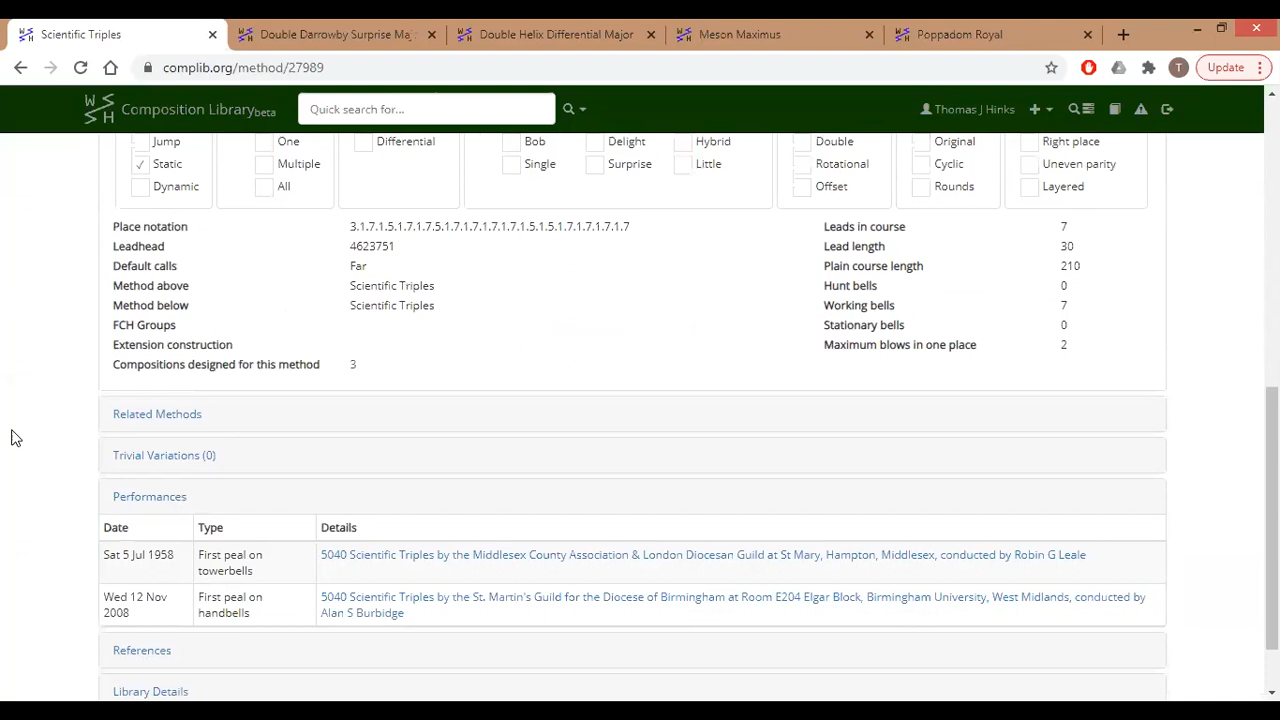 Scientific Triples
Double Darrowby Surprise Maj
Double Helix Differential Major
Meson Maximus
Poppadom Royal
complib.org/method/27989
T
Update
W S S H
Composition Library beta
Quick search for...
Thomas J Hinks
Jump
One
Differential
Bob
Delight
Hybrid
Double
Original
Right place
Static
Multiple
Single
Surprise
Little
Rotational
Cyclic
Uneven parity
Dynamic
All
Offset
Rounds
Layered
Place notation 3.1.7.1.5.1.7.1.7.5.1.7.1.7.1.7.1.7.1.5.1.5.1.7.1.7.1.7.1.7
Leads in course 7
Leadhead 4623751
Lead length 30
Default calls Far
Plain course length 210
Method above Scientific Triples
Hunt bells 0
Method below Scientific Triples
Working bells 7
FCH Groups
Stationary bells 0
Extension construction
Maximum blows in one place 2
Compositions designed for this method 3
Related Methods
Trivial Variations (0)
Performances
Date Type Details
Sat 5 Jul 1958
First peal on
towerbells
5040 Scientific Triples by the Middlesex County Association & London Diocesan Guild at St Mary, Hampton, Middlesex, conducted by Robin G Leale
Wed 12 Nov
2008
First peal on
handbells
5040 Scientific Triples by the St. Martin's Guild for the Diocese of Birmingham at Room E204 Elgar Block, Birmingham University, West Midlands, conducted by
Alan S Burbidge
References
Library Details